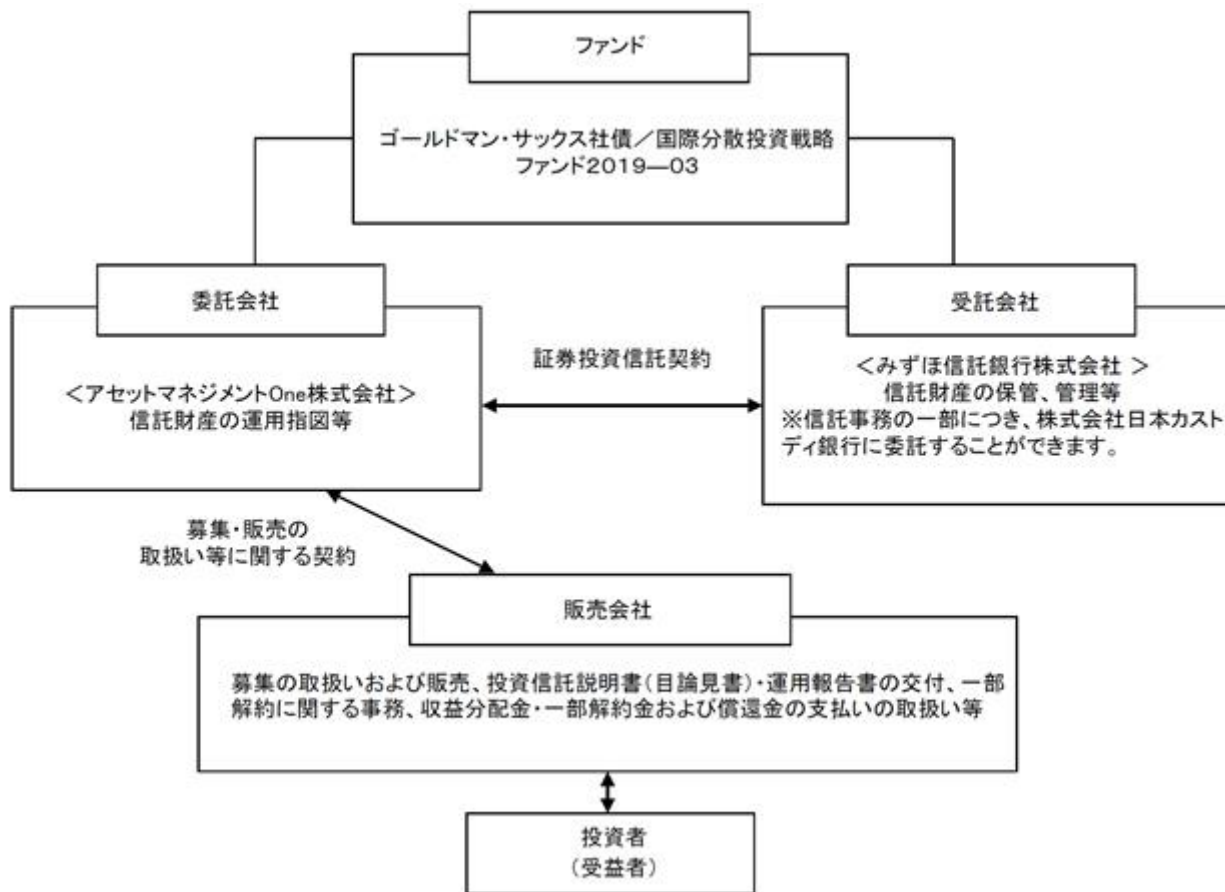 ファンド
ゴールドマン・サックス社債／国際分散投資戦略
ファンド2019―03
委託会社
＜アセットマネジメントOne株式会社＞
信託財産の運用指図等
証券投資信託契約
受託会社
＜みずほ信託銀行株式会社 ＞
信託財産の保管、管理等
※信託事務の一部につき、株式会社日本カスト
ディ銀行に委託することができます。
募集・販売の
取扱い等に関する契約
販売会社
募集の取扱いおよび販売、投資信託説明書（目論見書）・運用報告書の交付、一部
解約に関する事務、収益分配金・一部解約金および償還金の支払いの取扱い等
投資者
（受益者）